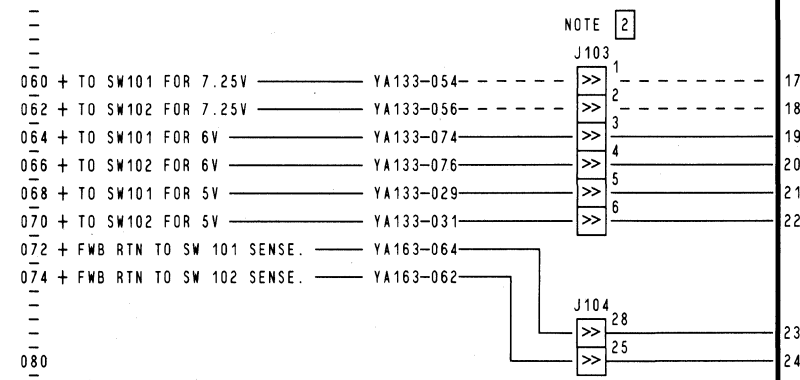 NOTE 2
J103
060 + TO SW101 FOR 7.25V YA133-054 1 17
062 + TO SW102 FOR 7.25V YA133-056 2 18
064 + TO SW101 FOR 6V YA133-074 3 19
066 + TO SW102 FOR 6V YA133-076 4 20
068 + TO SW101 FOR 5V YA133-029 5 21
070 + TO SW102 FOR 5V YA133-031 6 22
072 + FWB RTN TO SW 101 SENSE. YA163-064
074 + FWB RTN TO SW 102 SENSE. YA163-062
J104
>> 28 23
080 >> 25 24